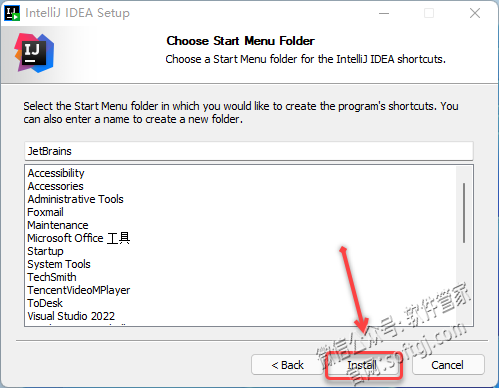 IntelliJ IDEA Setup
IJ
Choose Start Menu Folder
Choose a Start Menu folder for the IntelliJ IDEA shortcuts.
Select the Start Menu folder in which you would like to create the program's shortcuts. You
can also enter a name to create a new folder.
JetBrains
Accessibility
Accessories
Administrative Tools
Foxmail
Maintenance
Microsoft Office 工具
Startup
System Tools
TechSmith
TencentVideoMPlayer
ToDesk
Visual Studio 2022
< Back
Install
Cancel
微信公众号: 软件管家
官网: softgj.com